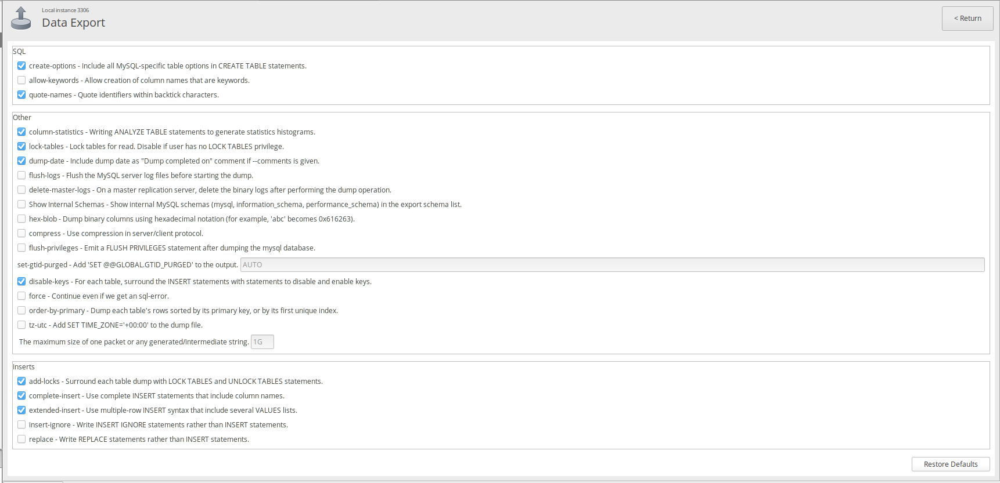 Local instance 3306
Data Export
< Return
SQL
create-options - Include all MySQL-specific table options in CREATE TABLE statements.
allow-keywords - Allow creation of column names that are keywords.
quote-names - Quote identifiers within backtick characters.
Other
column-statistics - Writing ANALYZE TABLE statements to generate statistics histograms.
lock-tables - Lock tables for read. Disable if user has no LOCK TABLES privilege.
dump-date - Include dump date as "Dump completed on" comment if --comments is given.
flush-logs - Flush the MySQL server log files before starting the dump.
delete-master-logs - On a master replication server, delete the binary logs after performing the dump operation.
Show Internal Schemas - Show internal MySQL schemas (mysql, information_schema, performance_schema) in the export schema list.
hex-blob - Dump binary columns using hexadecimal notation (for example, 'abc' becomes 0x616263).
compress - Use compression in server/client protocol.
flush-privileges - Emit a FLUSH PRIVILEGES statement after dumping the mysql database.
set-gtid-purged - Add 'SET @@GLOBAL.GTID_PURGED' to the output. AUTO
disable-keys - For each table, surround the INSERT statements with statements to disable and enable keys.
force - Continue even if we get an sql-error.
order-by-primary - Dump each table's rows sorted by its primary key, or by its first unique index.
tz-utc - Add SET TIME_ZONE='+00:00' to the dump file.
The maximum size of one packet or any generated/intermediate string. 1G
Inserts
add-locks - Surround each table dump with LOCK TABLES and UNLOCK TABLES statements.
complete-insert - Use complete INSERT statements that include column names.
extended-insert - Use multiple-row INSERT syntax that include several VALUES lists.
insert-ignore - Write INSERT IGNORE statements rather than INSERT statements.
replace - Write REPLACE statements rather than INSERT statements.
Restore Defaults